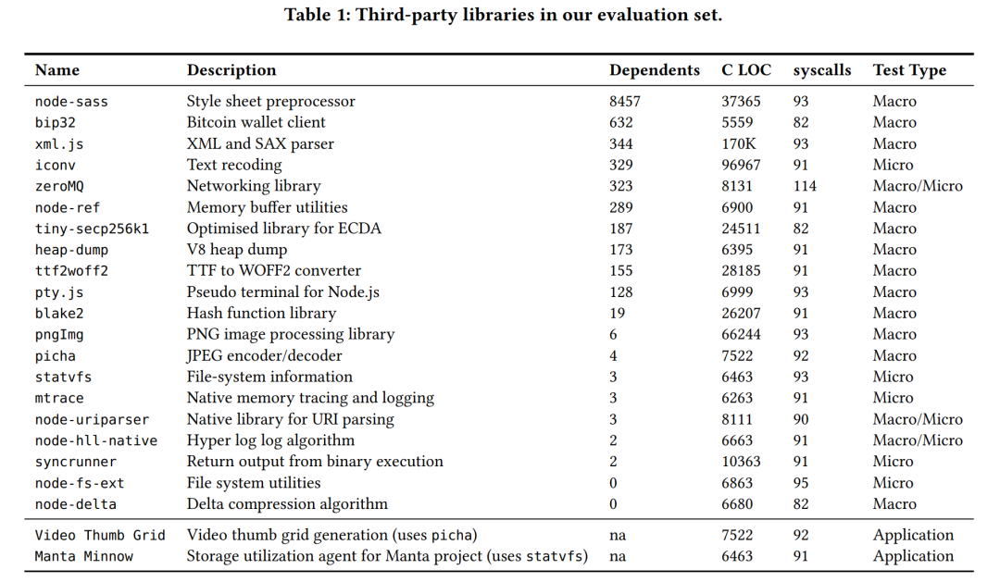 Table 1: Third-party libraries in our evaluation set.
Name Description Dependents C LOC syscalls Test Type
node-sass Style sheet preprocessor 8457 37365 93 Macro
bip32 Bitcoin wallet client 632 5559 82 Macro
xml.js XML and SAX parser 344 170K 93 Macro
iconv Text recoding 329 96967 91 Micro
zeroMQ Networking library 323 8131 114 Macro/Micro
node-ref Memory buffer utilities 289 6900 91 Macro
tiny-secp256k1 Optimised library for ECDA 187 24511 82 Macro
heap-dump V8 heap dump 173 6395 91 Macro
ttf2woff2 TTF to WOFF2 converter 155 28185 91 Macro
pty.js Pseudo terminal for Node.js 128 6999 93 Macro
blake2 Hash function library 19 26207 91 Macro
pngImg PNG image processing library 6 66244 93 Macro
picha JPEG encoder/decoder 4 7522 92 Macro
statvfs File-system information 3 6463 93 Micro
mtrace Native memory tracing and logging 3 6263 91 Micro
node-uriparser Native library for URI parsing 3 8111 90 Macro/Micro
node-hll-native Hyper log log algorithm 2 6663 91 Macro/Micro
syncrunner Return output from binary execution 2 10363 91 Micro
node-fs-ext File system utilities 0 6863 95 Micro
node-delta Delta compression algorithm 0 6680 82 Macro
Video Thumb Grid Video thumb grid generation (uses picha) na 7522 92 Application
Manta Minnow Storage utilization agent for Manta project (uses statvfs) na 6463 91 Application